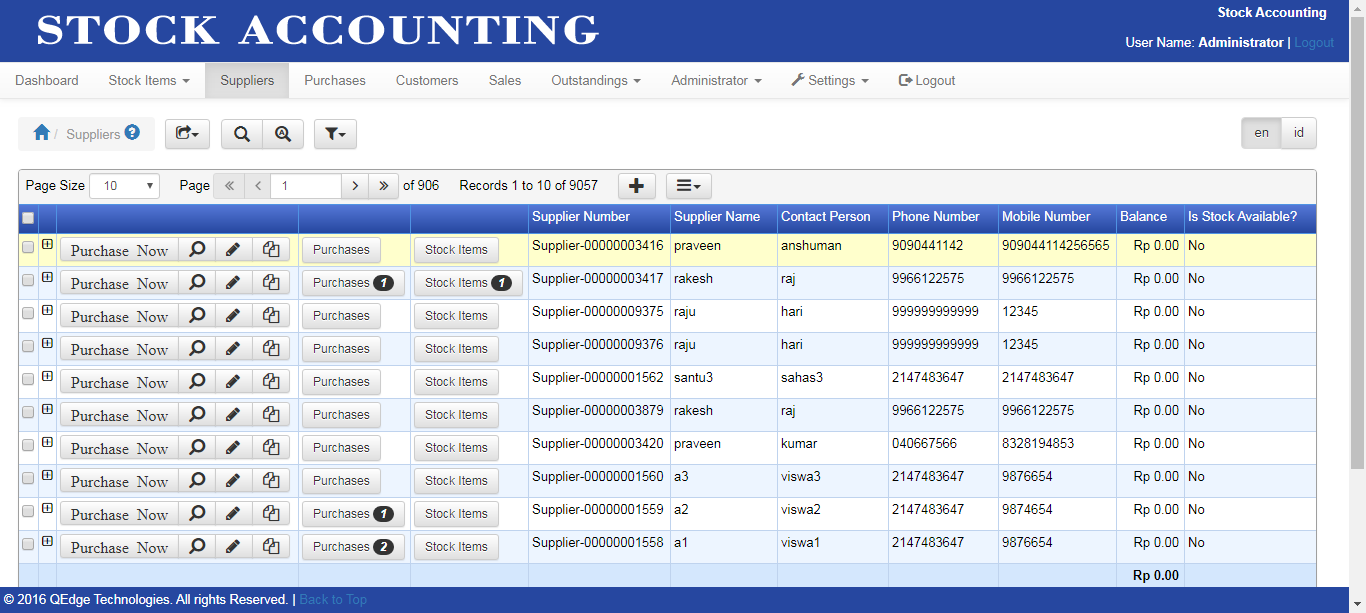 STOCK ACCOUNTING
Stock Accounting
User Name: Administrator | Logout
Dashboard Stock Items Suppliers Purchases Customers Sales Outstandings Administrator Settings Logout
/ Suppliers
en id
Page Size 10 Page 1 of 906 Records 1 to 10 of 9057
Supplier Number Supplier Name Contact Person Phone Number Mobile Number Balance Is Stock Available?
Purchase Now Purchases Stock Items Supplier-00000003416 praveen anshuman 9090441142 909044114256565 Rp 0.00 No
Purchase Now Purchases 1 Stock Items 1 Supplier-00000003417 rakesh raj 9966122575 9966122575 Rp 0.00 No
Purchase Now Purchases Stock Items Supplier-00000009375 raju hari 999999999999 12345 Rp 0.00 No
Purchase Now Purchases Stock Items Supplier-00000009376 raju hari 999999999999 12345 Rp 0.00 No
Purchase Now Purchases Stock Items Supplier-00000001562 santu3 sahas3 2147483647 2147483647 Rp 0.00 No
Purchase Now Purchases Stock Items Supplier-00000003879 rakesh raj 9966122575 9966122575 Rp 0.00 No
Purchase Now Purchases Stock Items Supplier-00000003420 praveen kumar 040667566 8328194853 Rp 0.00 No
Purchase Now Purchases Stock Items Supplier-00000001560 a3 viswa3 2147483647 9876654 Rp 0.00 No
Purchase Now Purchases 1 Stock Items Supplier-00000001559 a2 viswa2 2147483647 9874654 Rp 0.00 No
Purchase Now Purchases 2 Stock Items Supplier-00000001558 a1 viswa1 2147483647 9876654 Rp 0.00 No
Rp 0.00
© 2016 QEdge Technologies. All rights Reserved. | Back to Top